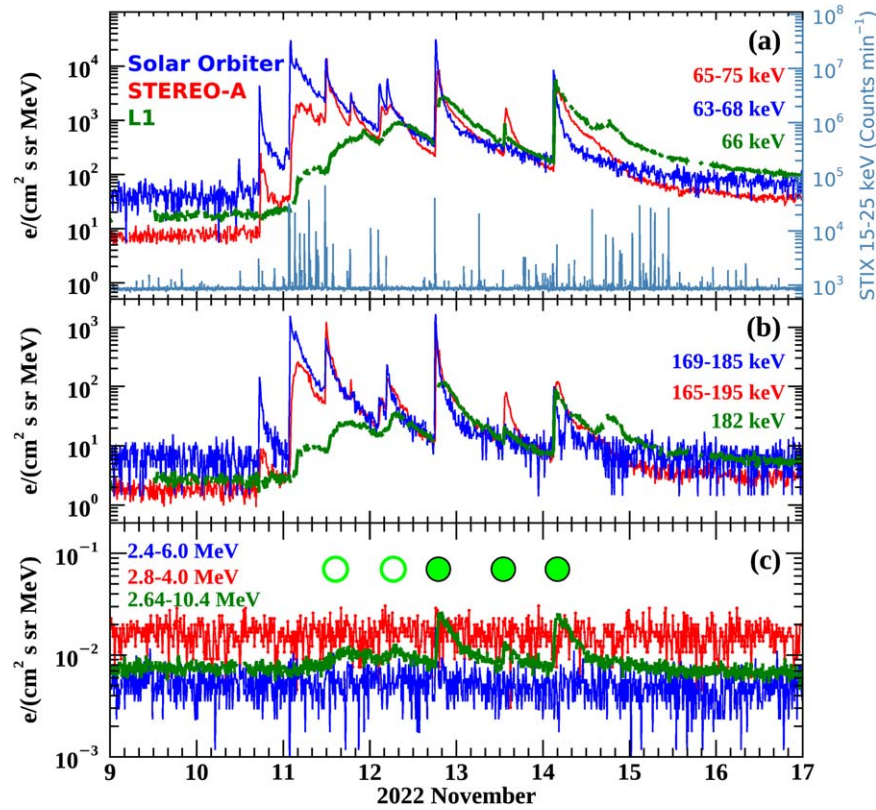 (a)
Solar Orbiter
STEREO-A
L1
65-75 keV
63-68 keV
66 keV
e/(cm² s sr MeV)
10⁴
10³
10²
10¹
10⁰
10⁸
10⁷
10⁶
10⁵
10⁴
10³
STIX 15-25 keV (Counts min⁻¹)
(b)
169-185 keV
165-195 keV
182 keV
e/(cm² s sr MeV)
10³
10²
10¹
10⁰
(c)
2.4-6.0 MeV
2.8-4.0 MeV
2.64-10.4 MeV
e/(cm² s sr MeV)
10⁻¹
10⁻²
10⁻³
9 10 11 12 13 14 15 16 17
2022 November